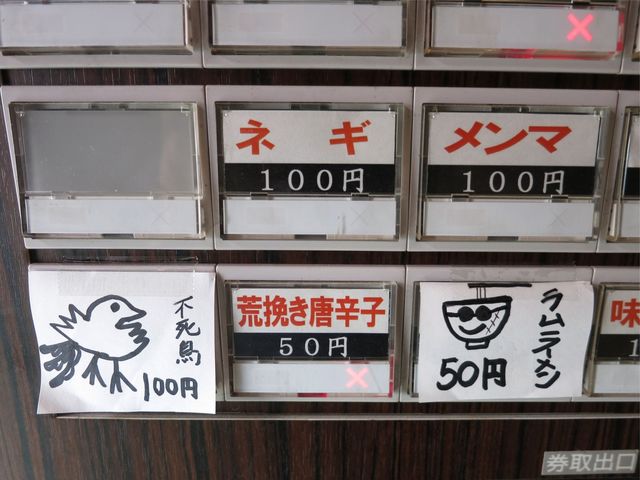 ネギ
100円
メンマ
100円
不死鳥
100円
荒挽き唐辛子
50円
ラムラーメン
50円
味
1
券取出口